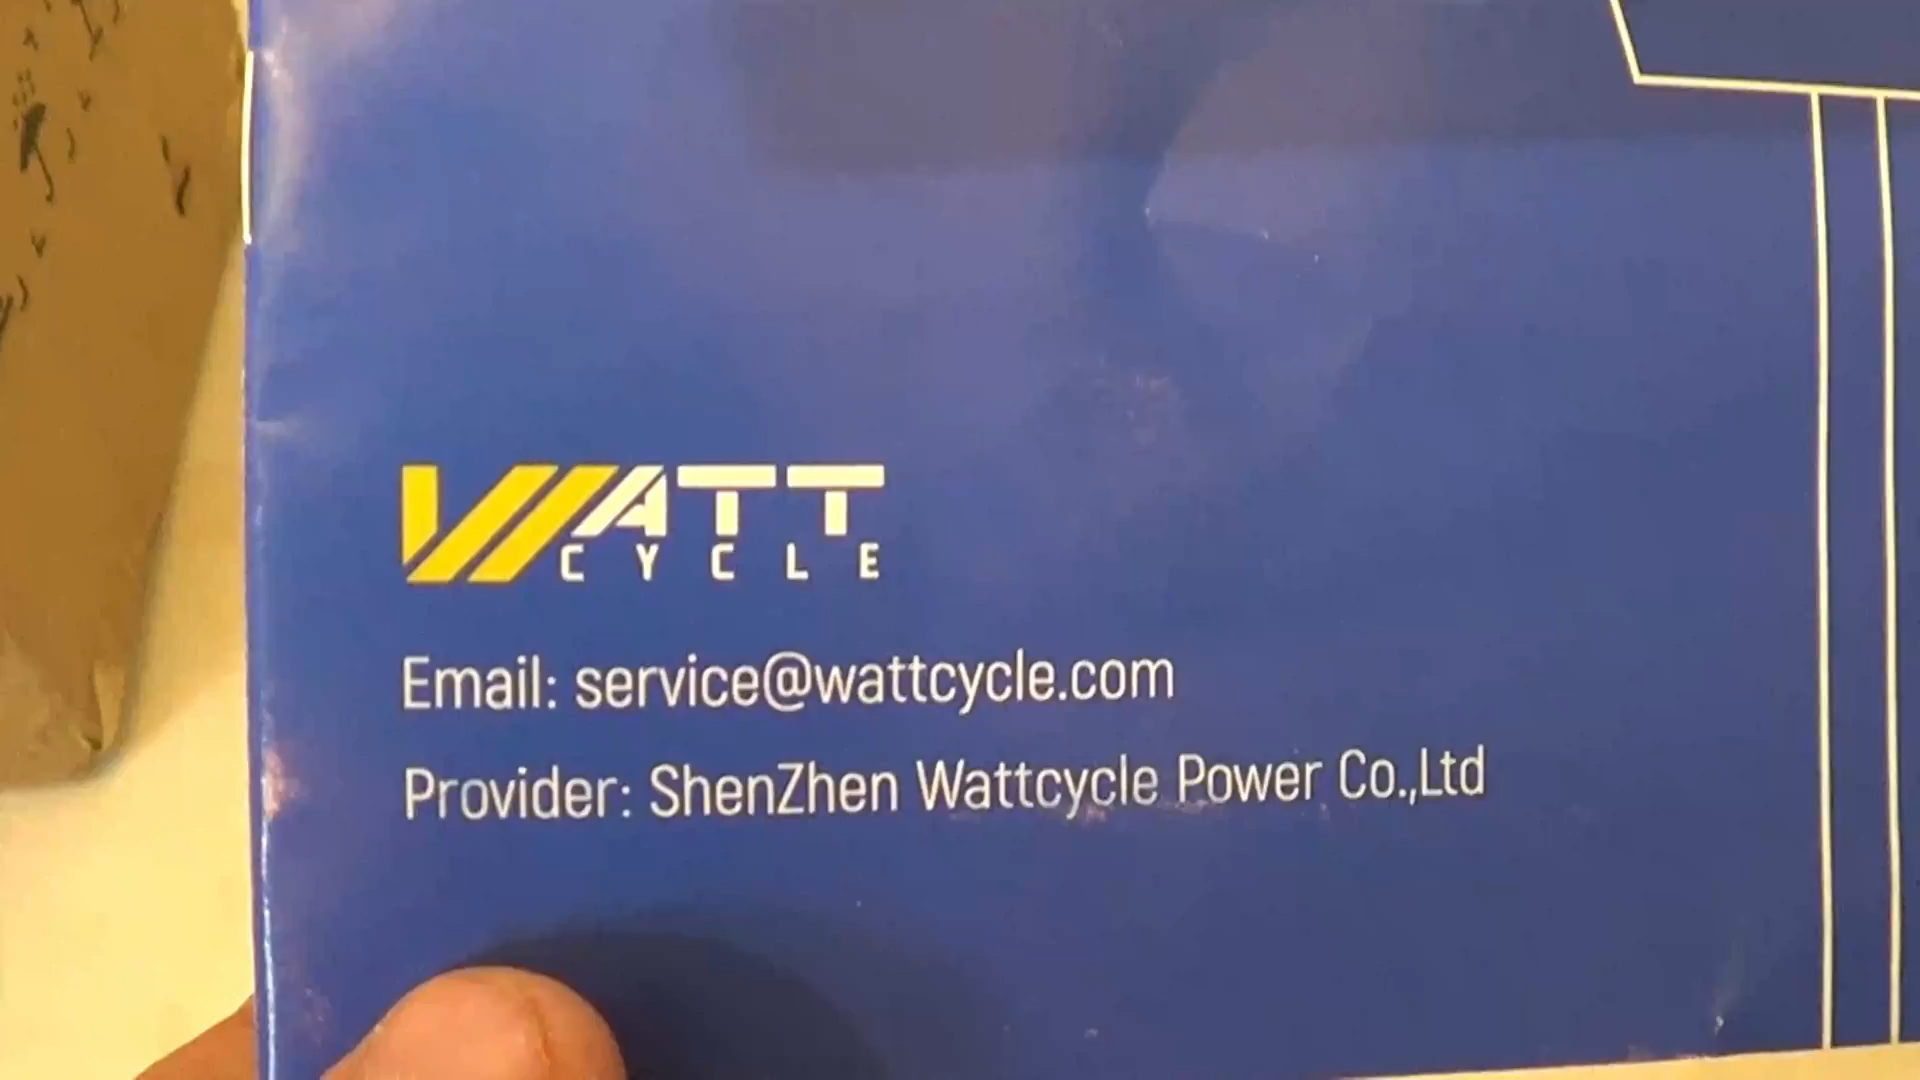 WATT
CYCLE
Email: service@wattcycle.com
Provider: ShenZhen Wattcycle Power Co.,Ltd